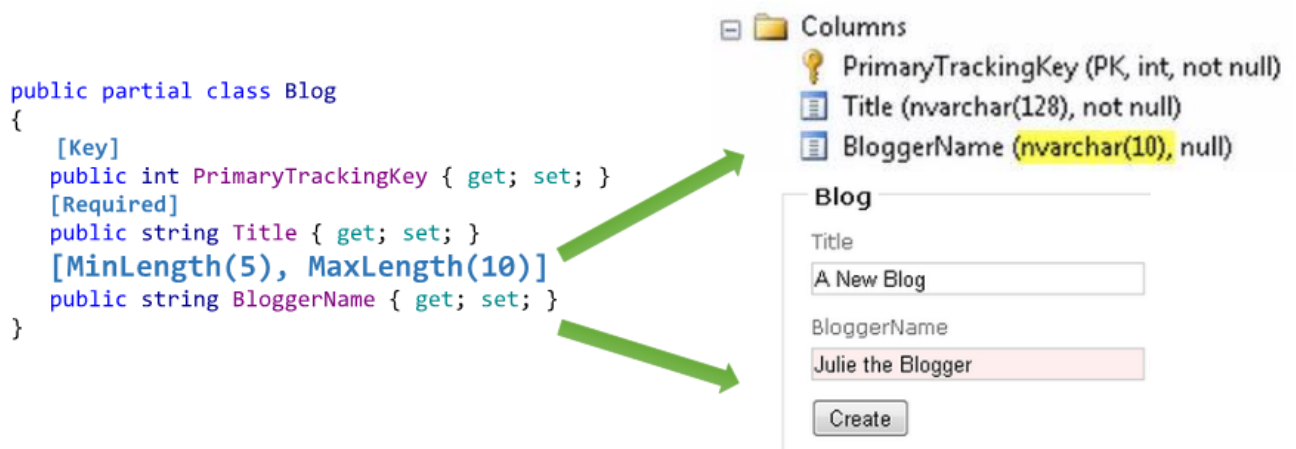 public partial class Blog
{
[Key]
public int PrimaryTrackingKey { get; set; }
[Required]
public string Title { get; set; }
[MinLength(5), MaxLength(10)]
public string BloggerName { get; set; }
}
Columns
PrimaryTrackingKey (PK, int, not null)
Title (nvarchar(128), not null)
BloggerName (nvarchar(10), null)
Blog
Title
A New Blog
BloggerName
Julie the Blogger
Create